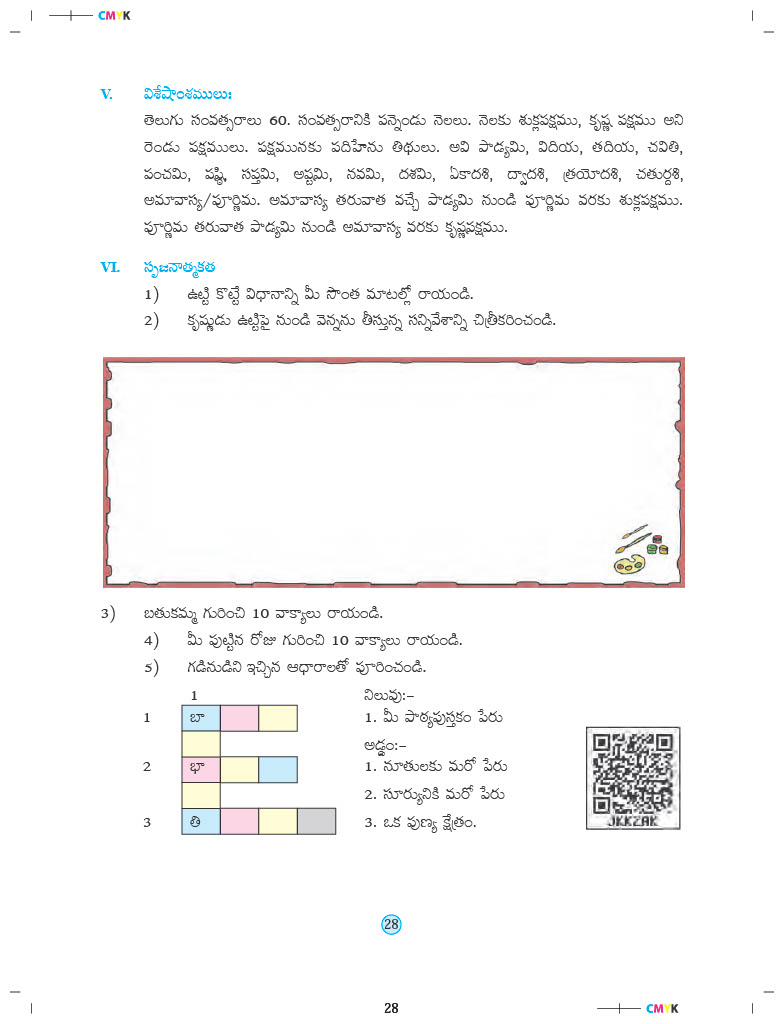 CMYK
V. విశేషాంశములు:
తెలుగు సంవత్సరాలు 60. సంవత్సరానికి పన్నెండు నెలలు. నెలకు శుక్లపక్షము, కృష్ణ పక్షము అని
రెండు పక్షములు. పక్షమునకు పదిహేను తిథులు. అవి పాడ్యమి, విదియ, తదియ, చవితి,
పంచమి, షష్ఠి, సప్తమి, అష్టమి, నవమి, దశమి, ఏకాదశి, ద్వాదశి, త్రయోదశి, చతుర్దశి,
అమావాస్య/పూర్ణిమ. అమావాస్య తరువాత వచ్చే పాడ్యమి నుండి పూర్ణిమ వరకు శుక్లపక్షము.
పూర్ణిమ తరువాత పాడ్యమి నుండి అమావాస్య వరకు కృష్ణపక్షము.
VI. సృజనాత్మకత
1) ఉట్టి కొట్టే విధానాన్ని మీ సొంత మాటల్లో రాయండి.
2) కృష్ణుడు ఉట్టిపై నుండి వెన్నను తీస్తున్న సన్నివేశాన్ని చిత్రీకరించండి.
3) బతుకమ్మ గురించి 10 వాక్యాలు రాయండి.
4) మీ పుట్టిన రోజు గురించి 10 వాక్యాలు రాయండి.
5) గడినుడిని ఇచ్చిన ఆధారాలతో పూరించండి.
1 నిలువు:-
1 బా 1. మీ పాఠ్యపుస్తకం పేరు
అడ్డం:-
2 భా 1. నూతులకు మరో పేరు
2. సూర్యునికి మరో పేరు
3 తి 3. ఒక పుణ్య క్షేత్రం.
JKKZAK
28
28
CMYK